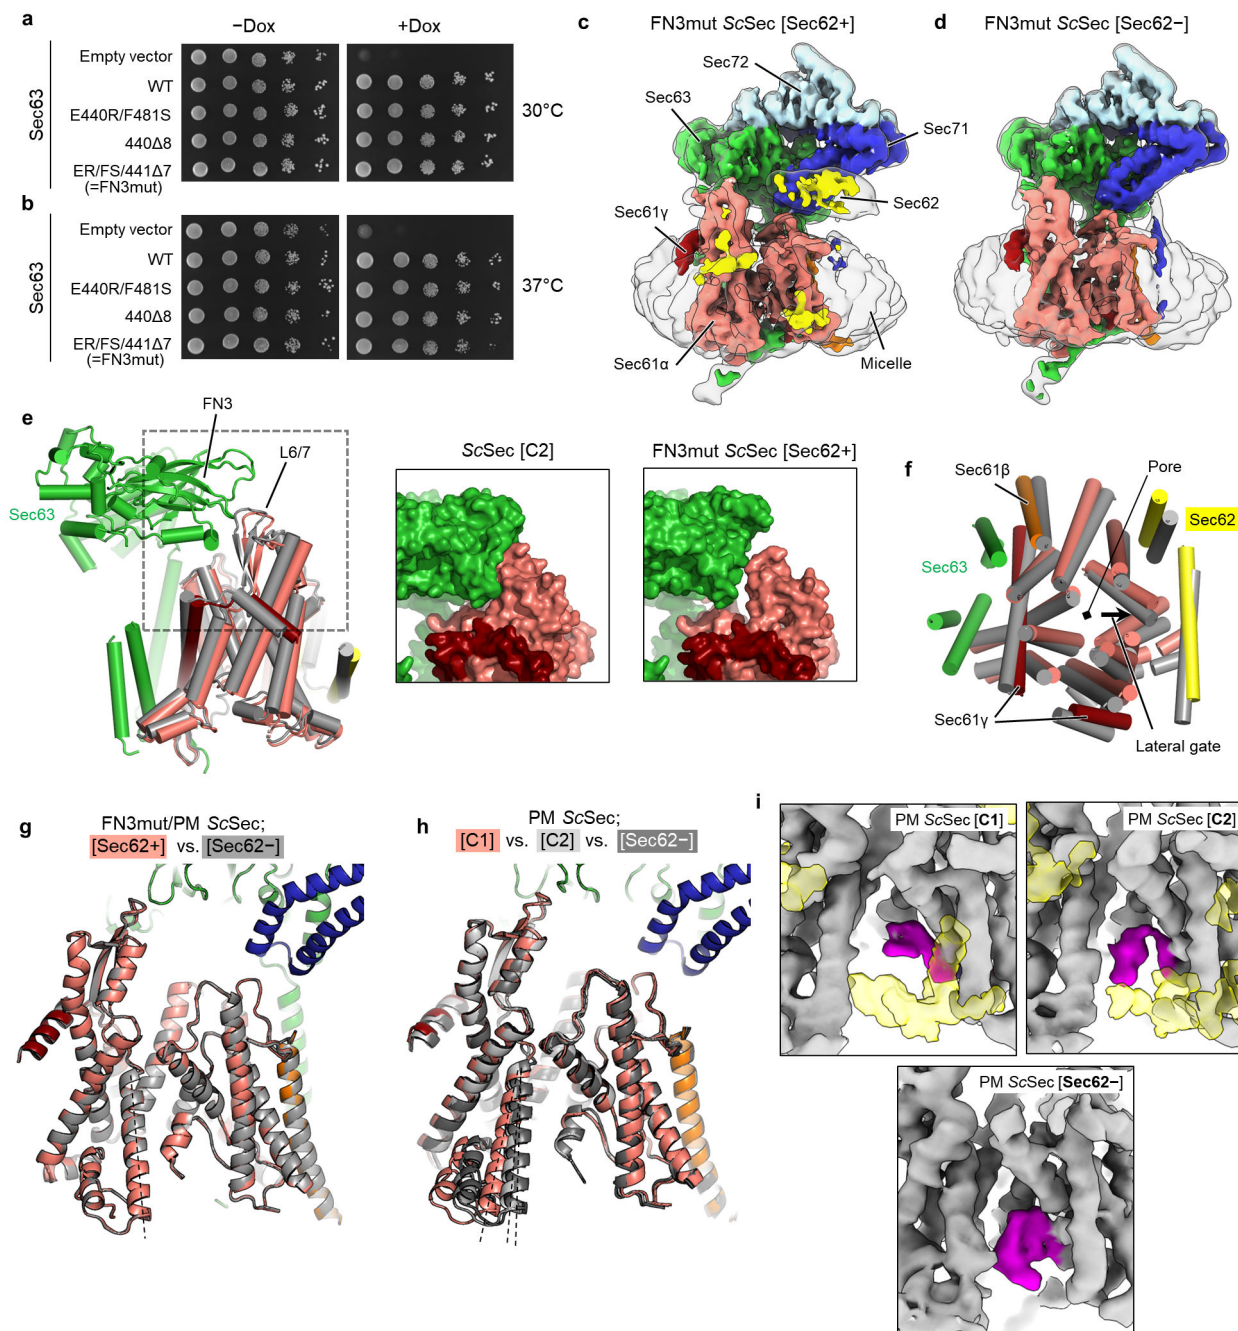 a
−Dox
+Dox
Sec63
Empty vector
WT
E440R/F481S
440Δ8
ER/FS/441Δ7
(=FN3mut)
30°C
b
Sec63
Empty vector
WT
E440R/F481S
440Δ8
ER/FS/441Δ7
(=FN3mut)
37°C
c
FN3mut ScSec [Sec62+]
Sec72
Sec63
Sec71
Sec62
Sec61γ
Sec61α
Micelle
d
FN3mut ScSec [Sec62−]
e
FN3
L6/7
Sec63
ScSec [C2]
FN3mut ScSec [Sec62+]
f
Sec61β
Pore
Sec62
Sec63
Sec61γ
Lateral gate
g
FN3mut/PM ScSec;
[Sec62+] vs. [Sec62−]
h
PM ScSec;
[C1] vs. [C2] vs. [Sec62−]
i
PM ScSec [C1]
PM ScSec [C2]
PM ScSec [Sec62−]